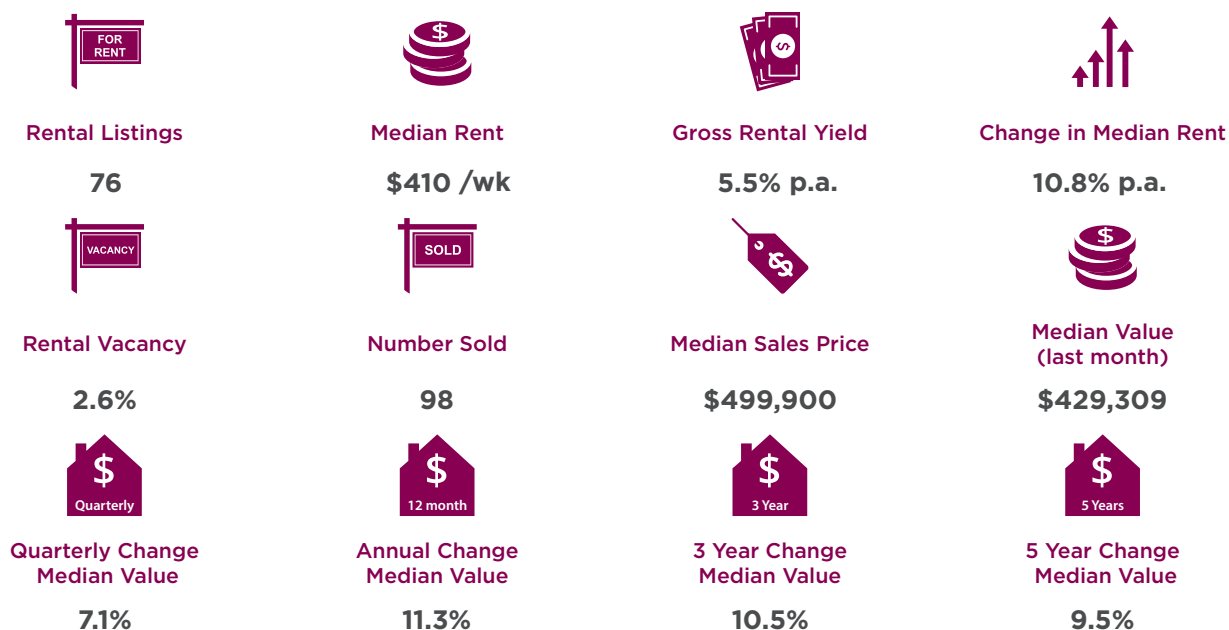 FOR
RENT
$
$
Rental Listings
Median Rent
Gross Rental Yield
Change in Median Rent
76
$410 /wk
5.5% p.a.
10.8% p.a.
VACANCY
SOLD
$
$
Rental Vacancy
Number Sold
Median Sales Price
Median Value
(last month)
2.6%
98
$499,900
$429,309
$
Quarterly
$
12 month
$
3 Year
$
5 Years
Quarterly Change
Median Value
Annual Change
Median Value
3 Year Change
Median Value
5 Year Change
Median Value
7.1%
11.3%
10.5%
9.5%